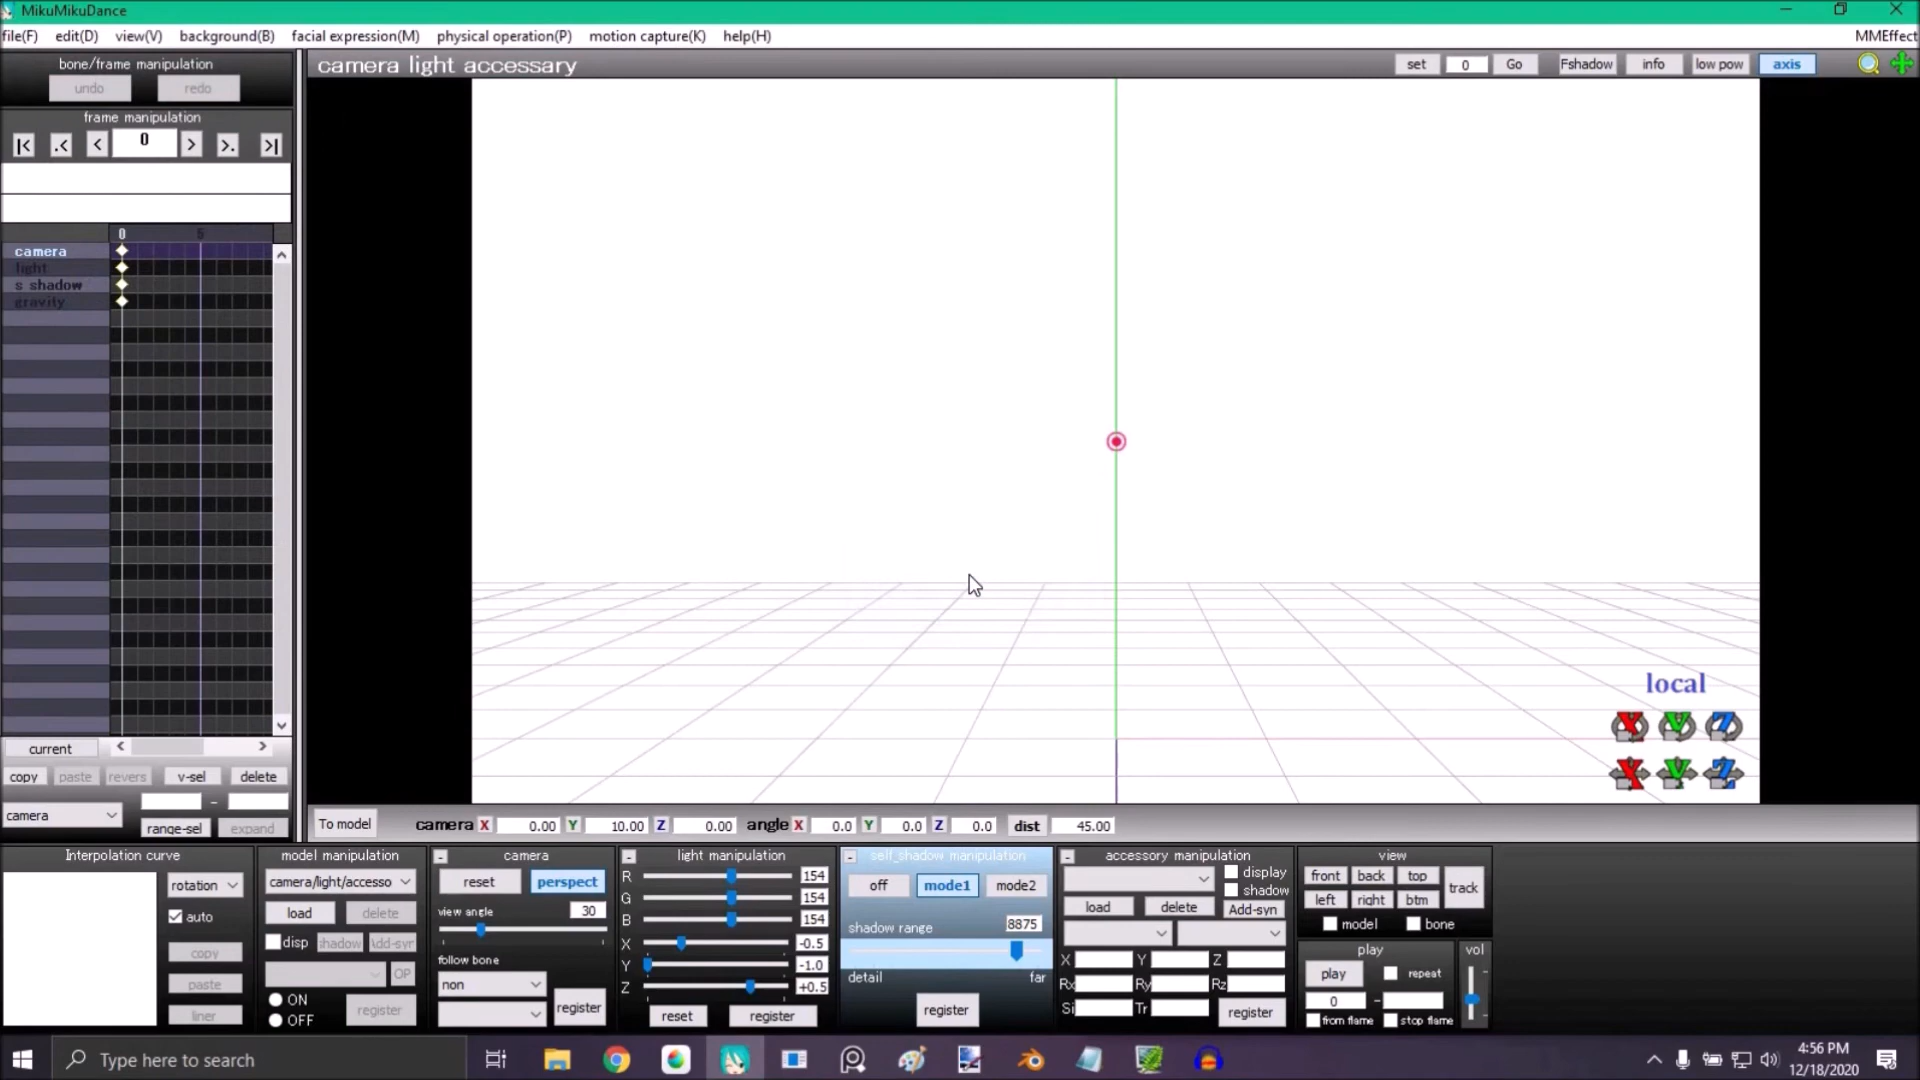 MikuMikuDance
file(F) edit(D) view(V) background(B) facial expression(M) physical operation(P) motion capture(K) help(H) MMEffect
bone/frame manipulation
undo redo
frame manipulation
|< .< < 0 > >. >|
camera light accessary
set 0 Go Fshadow info low pow axis
0 5
camera
light
s shadow
gravity
local
X Y Z
X Y Z
current < >
copy paste revers v-sel delete
-
camera
range-sel expand
To model camera X 0.00 Y 10.00 Z 0.00 angle X 0.0 Y 0.0 Z 0.0 dist 45.00
Interpolation curve
rotation
auto
copy
paste
liner
model manipulation
camera/light/accesso
load delete
disp shadow Add-syn
OP
ON
OFF
register
- camera
reset perspect
view angle 30
follow bone
non
register
- light manipulation
R 154
G 154
B 154
X -0.5
Y -1.0
Z +0.5
reset register
- self_shadow manipulation
off mode1 mode2
shadow range 8875
detail far
register
- accessory manipulation
display
shadow
load delete Add-syn
X Y Z
Rx Ry Rz
Si Tr register
view
front back top
left right btm
track
model bone
play
play repeat
0 -
from flame stop flame
vol
Type here to search
4:56 PM
12/18/2020